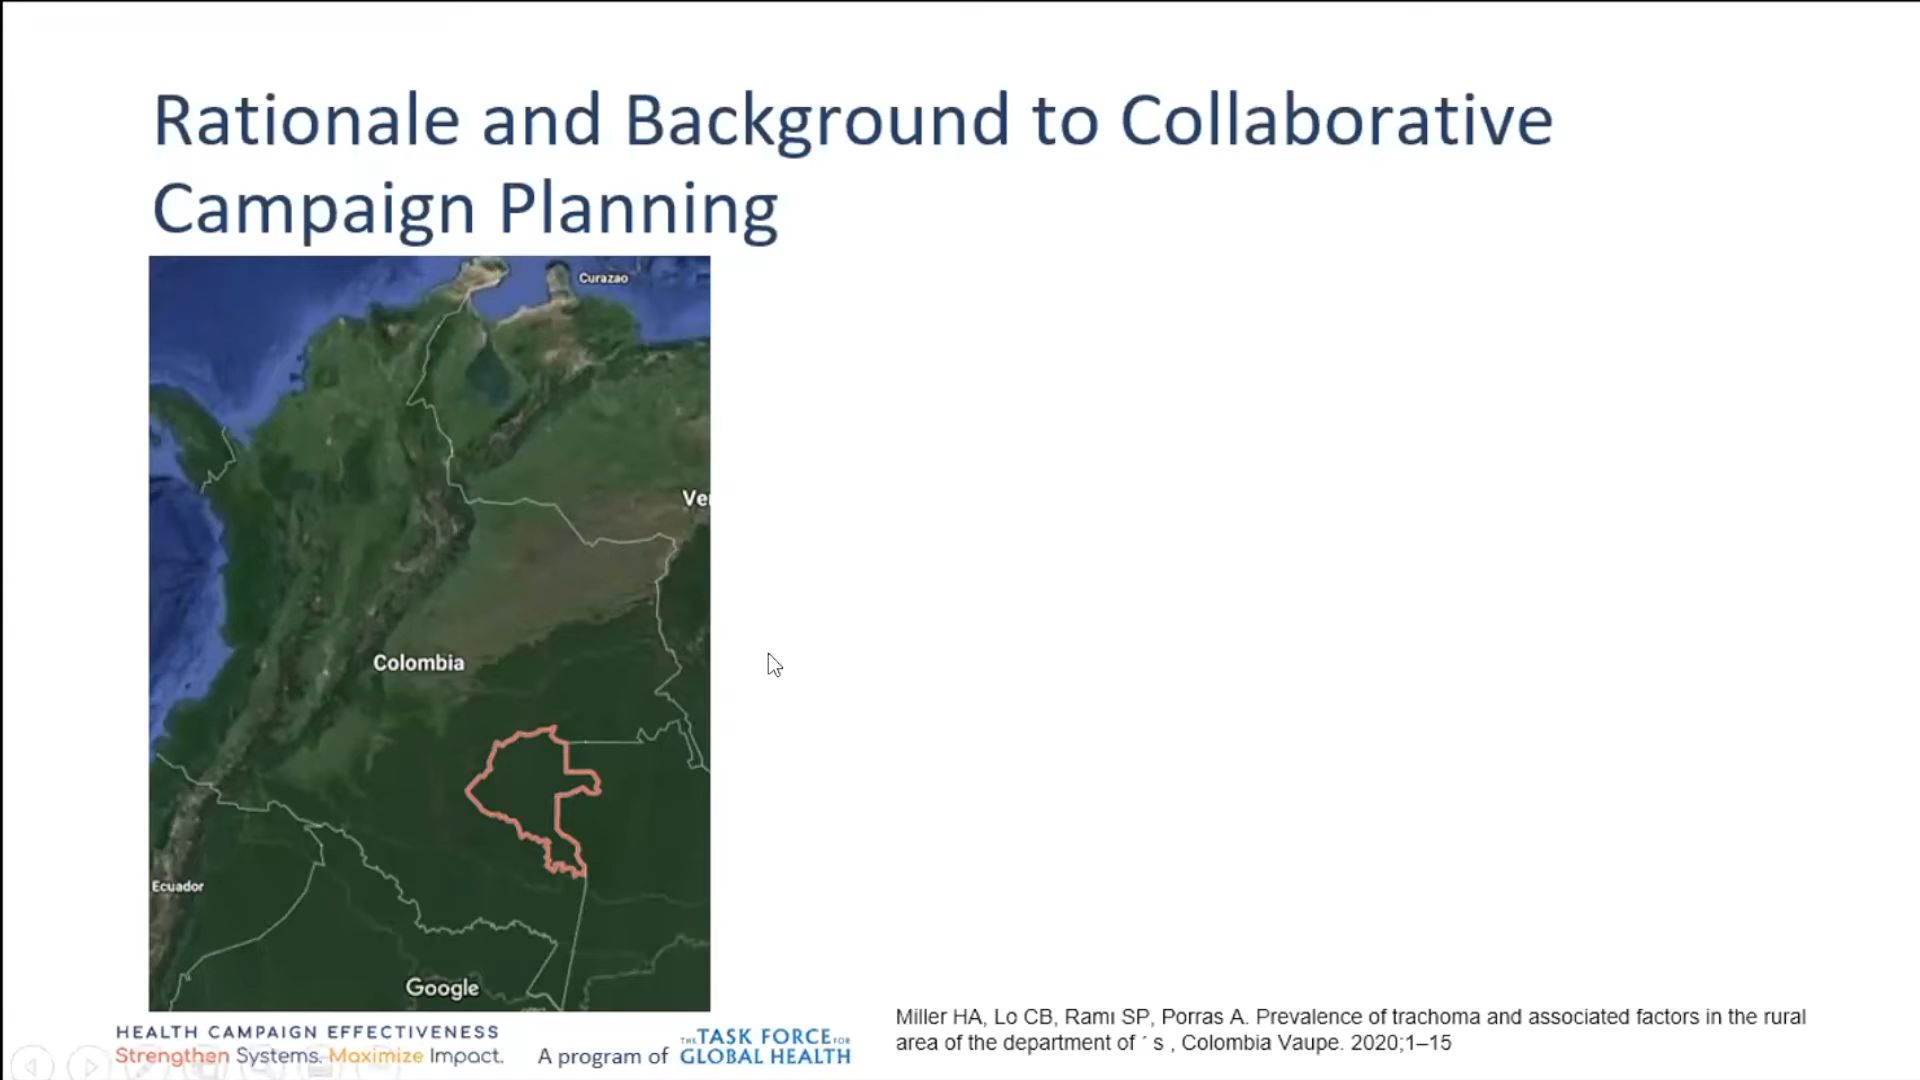 Rationale and Background to Collaborative
Campaign Planning
Curazao
Ve
Colombia
Ecuador
Google
HEALTH CAMPAIGN EFFECTIVENESS
Strengthen Systems. Maximize Impact.
A program of
THE TASK FORCE FOR
GLOBAL HEALTH
Miller HA, Lo CB, Ramı SP, Porras A. Prevalence of trachoma and associated factors in the rural
area of the department of ´ s , Colombia Vaupe. 2020;1–15